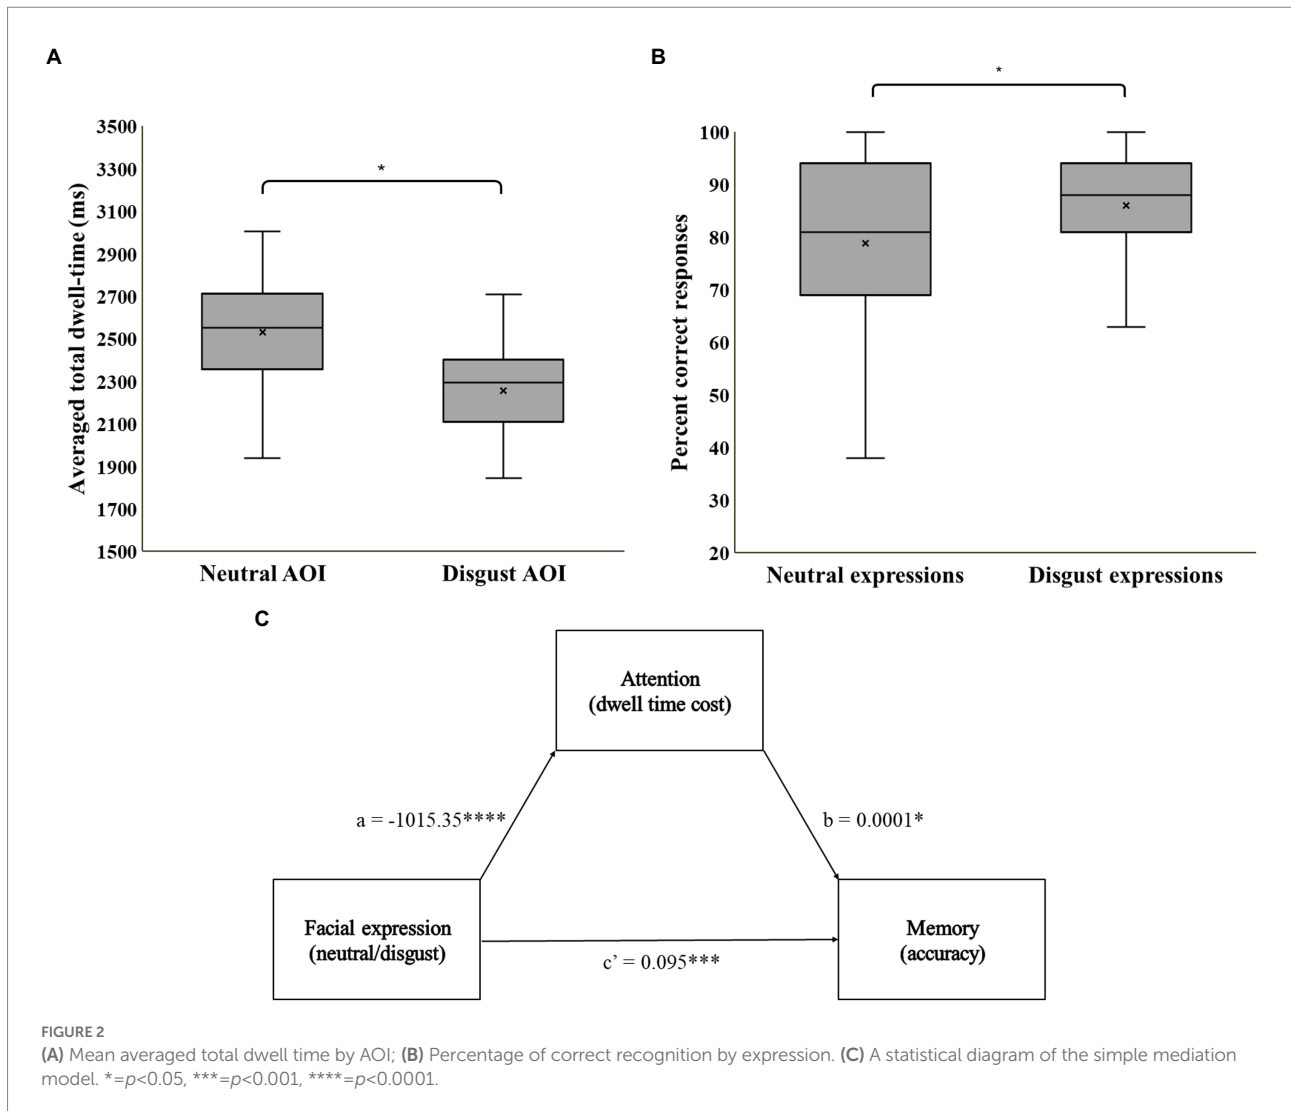 A
B
*
*
3500
3300
3100
2900
2700
2500
2300
2100
1900
1700
1500
Averaged total dwell-time (ms)
Neutral AOI
Disgust AOI
100
90
80
70
60
50
40
30
20
Percent correct responses
Neutral expressions
Disgust expressions
C
Attention
(dwell time cost)
a = -1015.35****
b = 0.0001*
Facial expression
(neutral/disgust)
Memory
(accuracy)
c’ = 0.095***
FIGURE 2
(A) Mean averaged total dwell time by AOI; (B) Percentage of correct recognition by expression. (C) A statistical diagram of the simple mediation
model. *=p<0.05, ***=p<0.001, ****=p<0.0001.